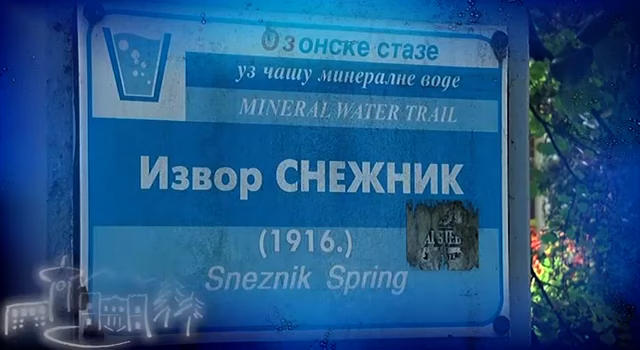 Озонске стазе
уз чашу минералне воде
MINERAL WATER TRAIL
Извор СНЕЖНИК
(1916.)
Sneznik Spring